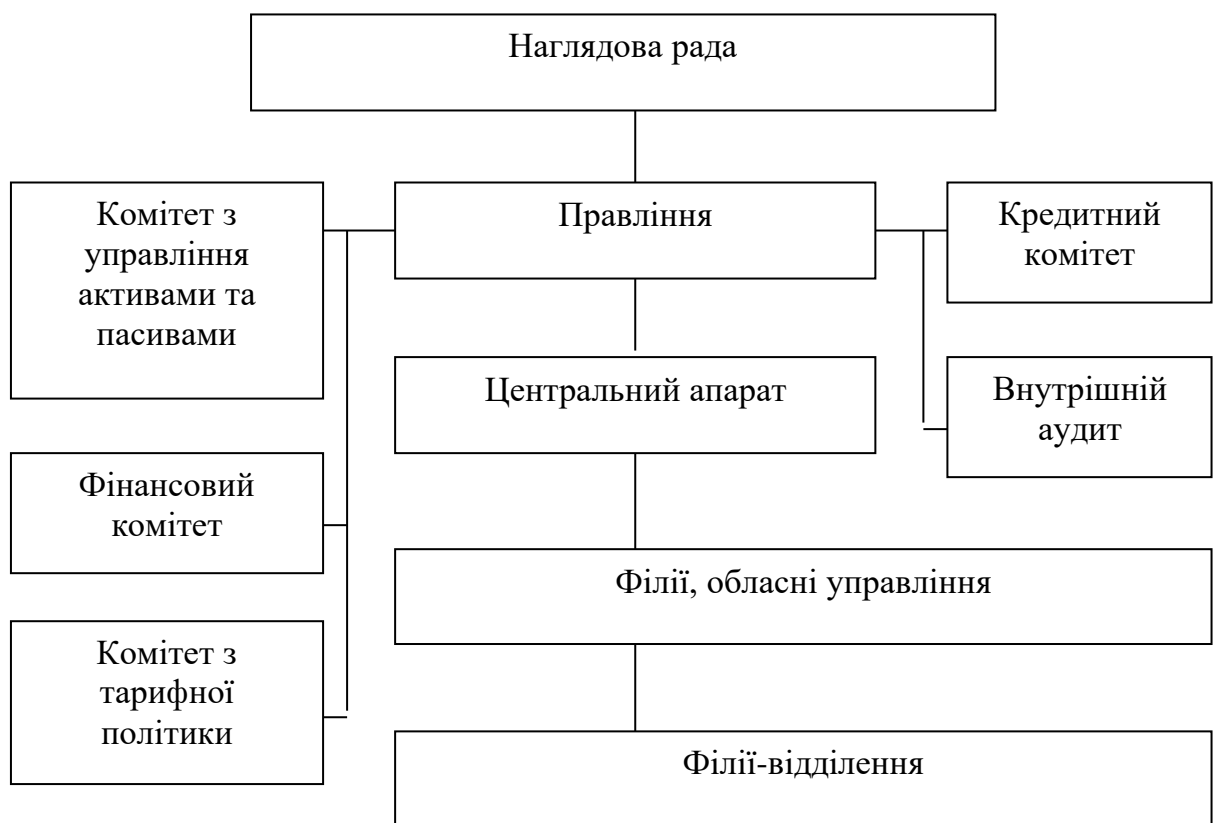 Наглядова рада
Комітет з
управління
активами та
пасивами
Правління
Кредитний
комітет
Центральний апарат
Внутрішній
аудит
Фінансовий
комітет
Філії, обласні управління
Комітет з
тарифної
політики
Філії-відділення